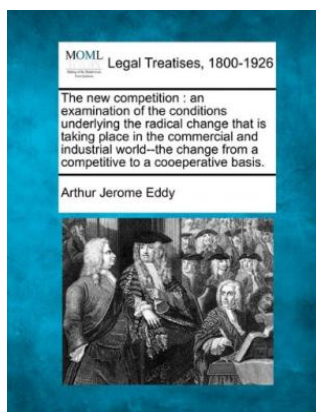 MOML Legal Treatises, 1800-1926
The new competition : an
examination of the conditions
underlying the radical change that is
taking place in the commercial and
industrial world--the change from a
competitive to a cooeperative basis.
Arthur Jerome Eddy